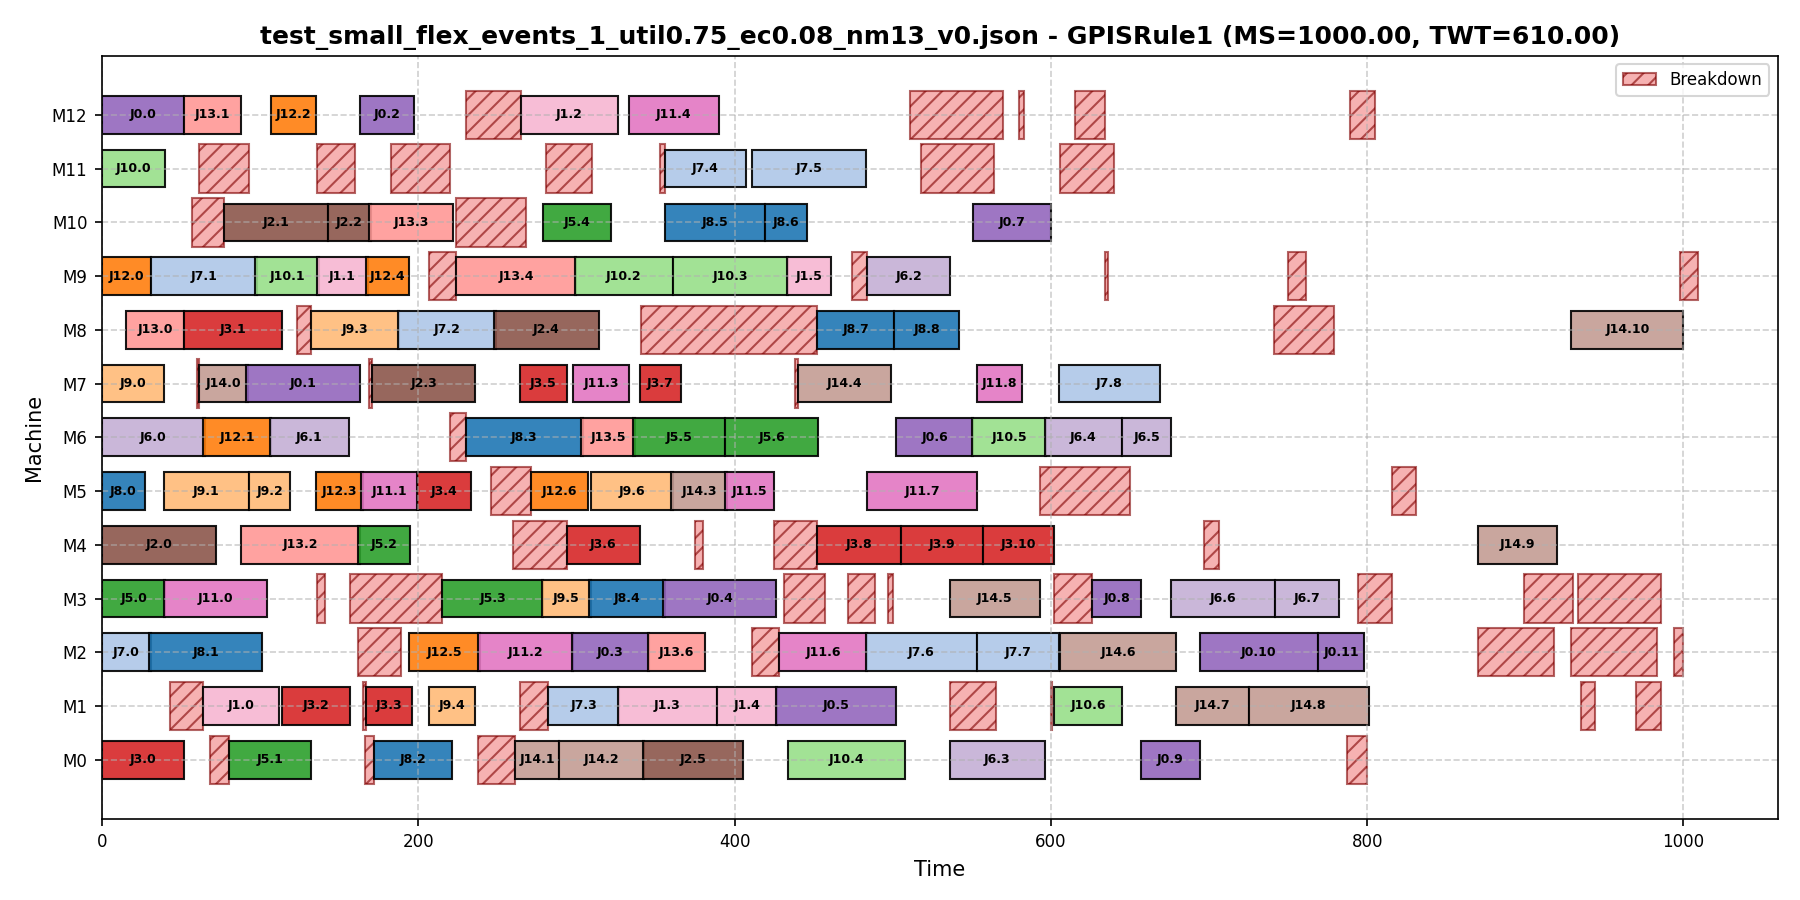 test_small_flex_events_1_util0.75_ec0.08_nm13_v0.json - GPISRule1 (MS=1000.00, TWT=610.00)
Breakdown
Machine
M12 J0.0 J13.1 J12.2 J0.2 J1.2 J11.4
M11 J10.0 J7.4 J7.5
M10 J2.1 J2.2 J13.3 J5.4 J8.5 J8.6 J0.7
M9 J12.0 J7.1 J10.1 J1.1 J12.4 J13.4 J10.2 J10.3 J1.5 J6.2
M8 J13.0 J3.1 J9.3 J7.2 J2.4 J8.7 J8.8 J14.10
M7 J9.0 J14.0 J0.1 J2.3 J3.5 J11.3 J3.7 J14.4 J11.8 J7.8
M6 J6.0 J12.1 J6.1 J8.3 J13.5 J5.5 J5.6 J0.6 J10.5 J6.4 J6.5
M5 J8.0 J9.1 J9.2 J12.3 J11.1 J3.4 J12.6 J9.6 J14.3 J11.5 J11.7
M4 J2.0 J13.2 J5.2 J3.6 J3.8 J3.9 J3.10 J14.9
M3 J5.0 J11.0 J5.3 J9.5 J8.4 J0.4 J14.5 J0.8 J6.6 J6.7
M2 J7.0 J8.1 J12.5 J11.2 J0.3 J13.6 J11.6 J7.6 J7.7 J14.6 J0.10 J0.11
M1 J1.0 J3.2 J3.3 J9.4 J7.3 J1.3 J1.4 J0.5 J10.6 J14.7 J14.8
M0 J3.0 J5.1 J8.2 J14.1 J14.2 J2.5 J10.4 J6.3 J0.9
0 200 400 600 800 1000
Time